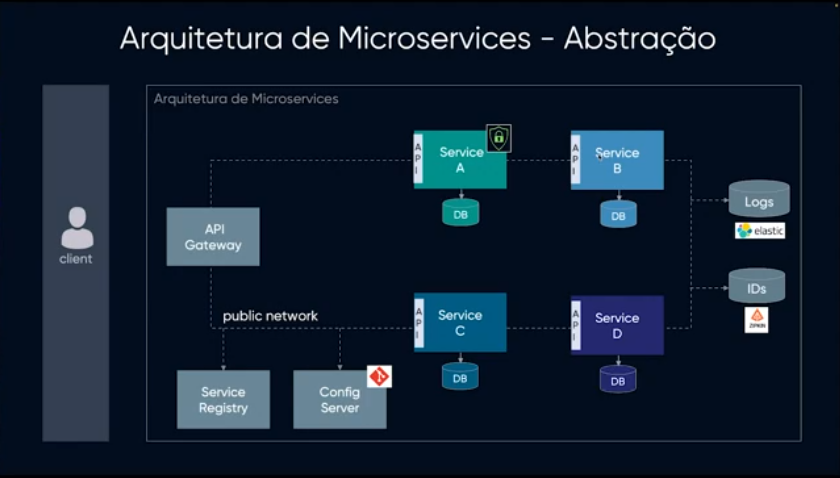 Arquitetura de Microservices - Abstração
Arquitetura de Microservices
client
API
Gateway
public network
Service
Registry
Config
Server
API
Service
A
DB
API
Service
B
DB
API
Service
C
DB
API
Service
D
DB
Logs
elastic
IDs
ZIPKIN